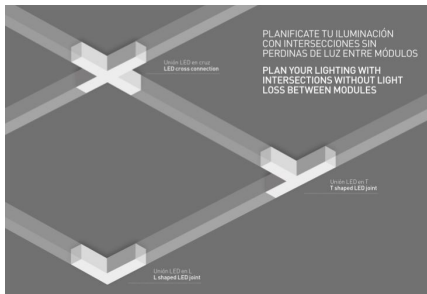 PLANIFICATE TU ILUMINACIÓN
CON INTERSECCIONES SIN
PERDINAS DE LUZ ENTRE MÓDULOS
PLAN YOUR LIGHTING WITH
INTERSECTIONS WITHOUT LIGHT
LOSS BETWEEN MODULES
Unión LED en cruz
LED cross connection
Unión LED en T
T shaped LED joint
Unión LED en L
L shaped LED joint